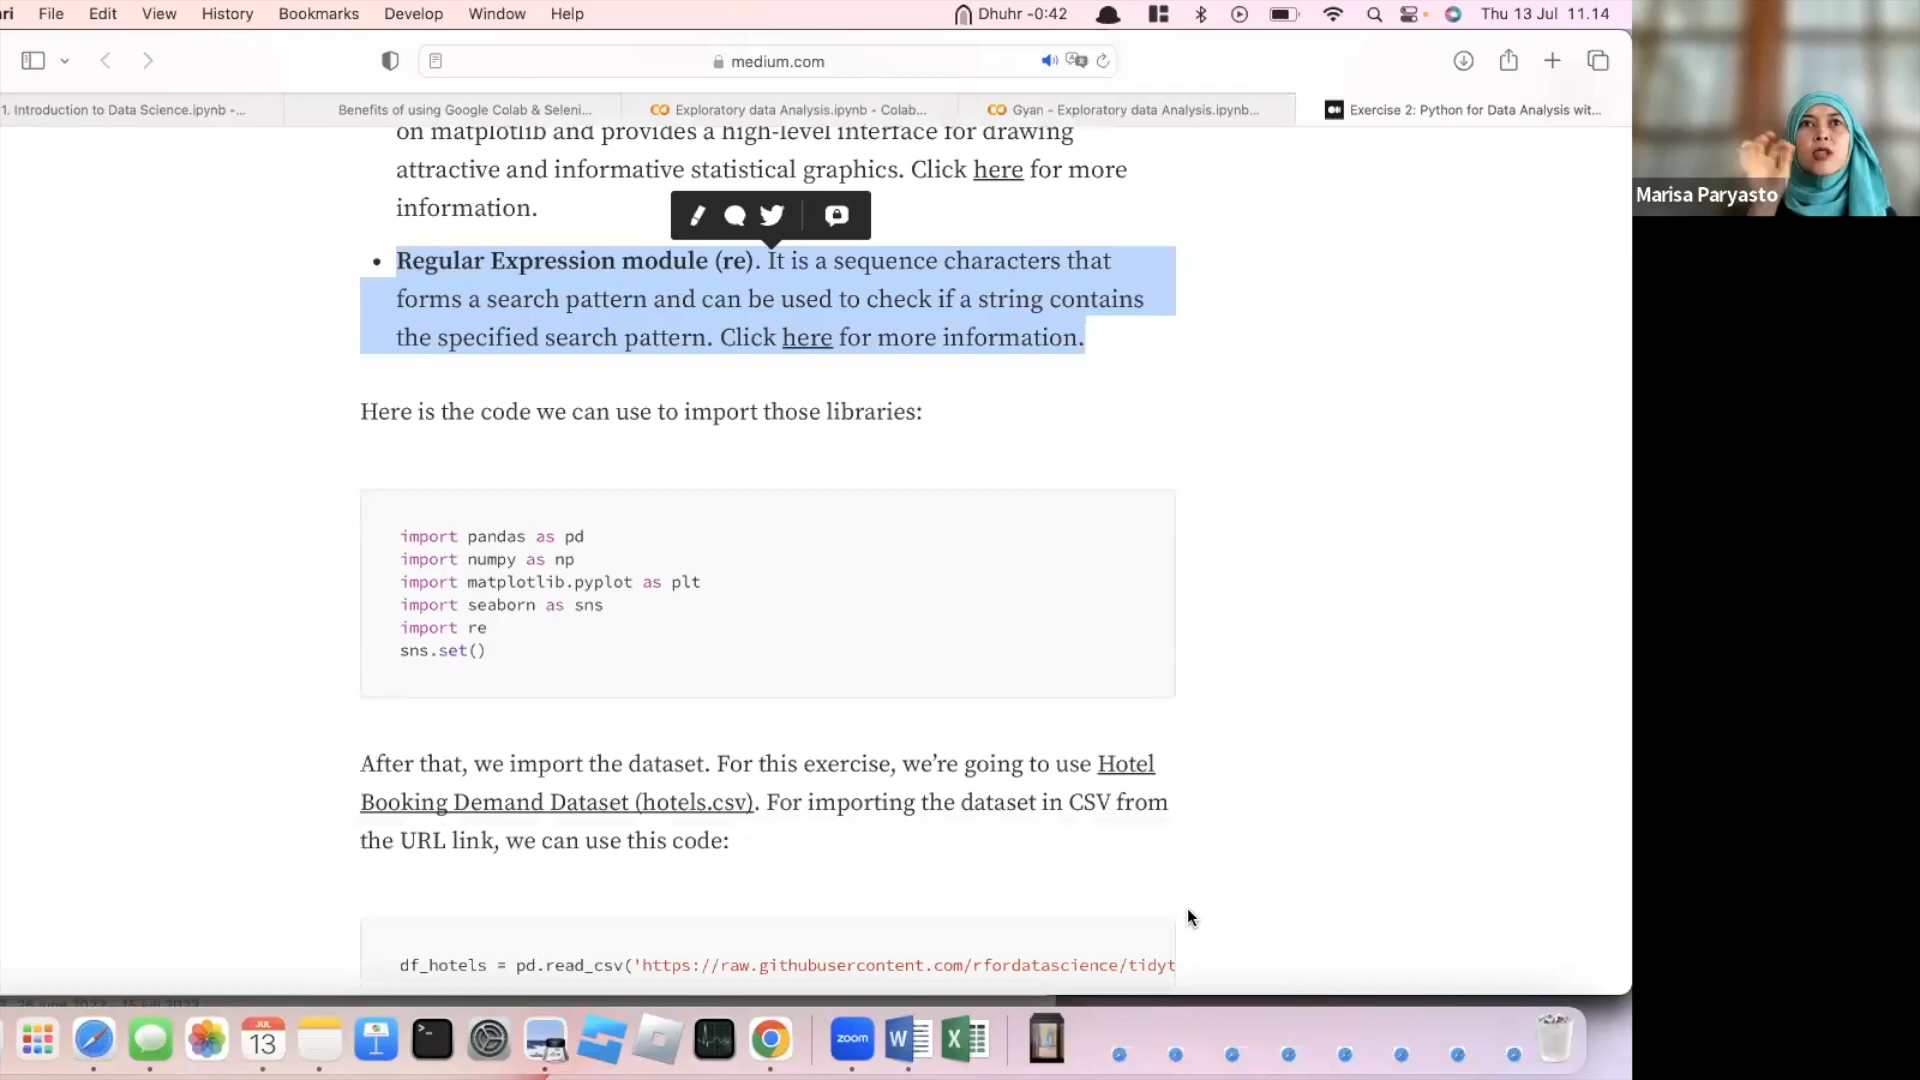 ari File Edit View History Bookmarks Develop Window Help Dhuhr -0:42 Thu 13 Jul 11.14
medium.com
1. Introduction to Data Science.ipynb -... Benefits of using Google Colab & Seleni... Exploratory data Analysis.ipynb - Colab... Gyan - Exploratory data Analysis.ipynb... Exercise 2: Python for Data Analysis wit...
on matplotlib and provides a high-level interface for drawing
attractive and informative statistical graphics. Click here for more
information.
Marisa Paryasto
• Regular Expression module (re). It is a sequence characters that
forms a search pattern and can be used to check if a string contains
the specified search pattern. Click here for more information.
Here is the code we can use to import those libraries:
import pandas as pd
import numpy as np
import matplotlib.pyplot as plt
import seaborn as sns
import re
sns.set()
After that, we import the dataset. For this exercise, we’re going to use Hotel
Booking Demand Dataset (hotels.csv). For importing the dataset in CSV from
the URL link, we can use this code:
df_hotels = pd.read_csv('https://raw.githubusercontent.com/rfordatascience/tidyt
JUL
13
zoom
W
X